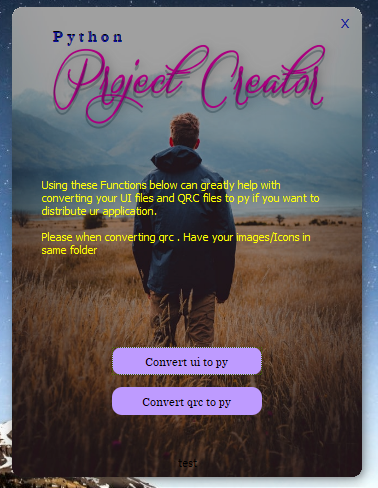 X
Python
Project Creator
Using these Functions below can greatly help with
converting your UI files and QRC files to py if you want to
distribute ur application.
Please when converting qrc . Have your images/Icons in
same folder
Convert ui to py
Convert qrc to py
test